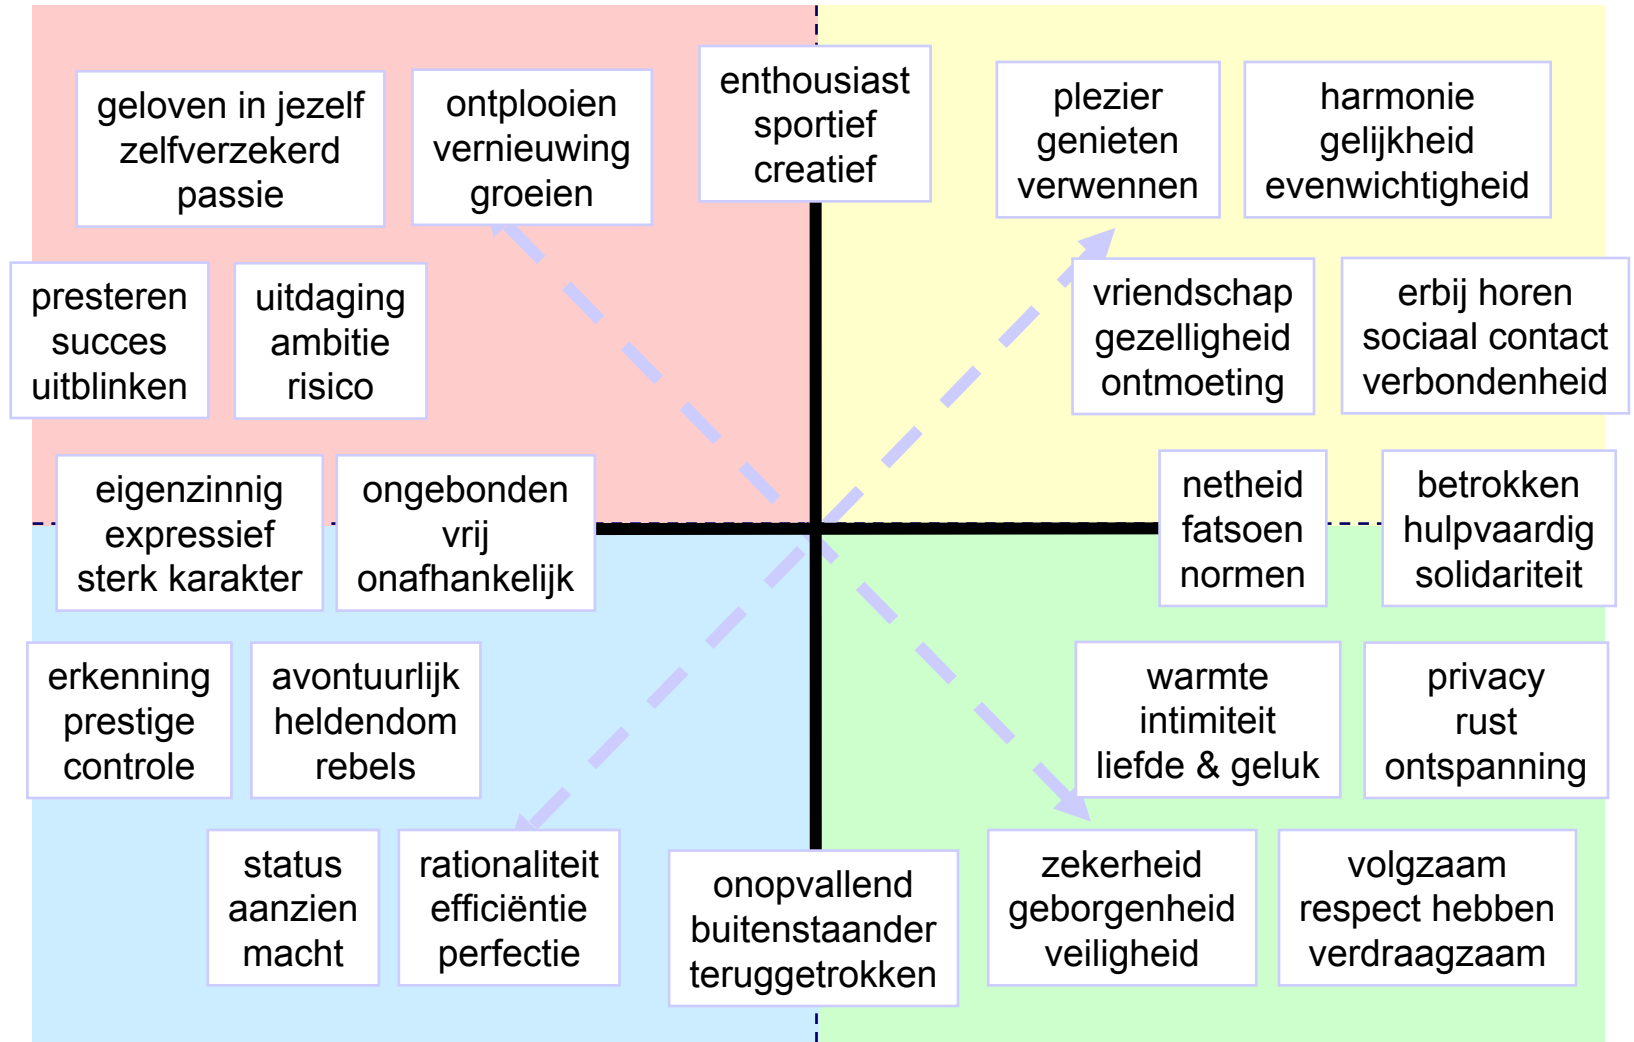 geloven in jezelf
zelfverzekerd
passie
ontplooien
vernieuwing
groeien
enthousiast
sportief
creatief
plezier
genieten
verwennen
harmonie
gelijkheid
evenwichtigheid
presteren
succes
uitblinken
uitdaging
ambitie
risico
vriendschap
gezelligheid
ontmoeting
erbij horen
sociaal contact
verbondenheid
eigenzinnig
expressief
sterk karakter
ongebonden
vrij
onafhankelijk
netheid
fatsoen
normen
betrokken
hulpvaardig
solidariteit
erkenning
prestige
controle
avontuurlijk
heldendom
rebels
warmte
intimiteit
liefde & geluk
privacy
rust
ontspanning
status
aanzien
macht
rationaliteit
efficiëntie
perfectie
onopvallend
buitenstaander
teruggetrokken
zekerheid
geborgenheid
veiligheid
volgzaam
respect hebben
verdraagzaam